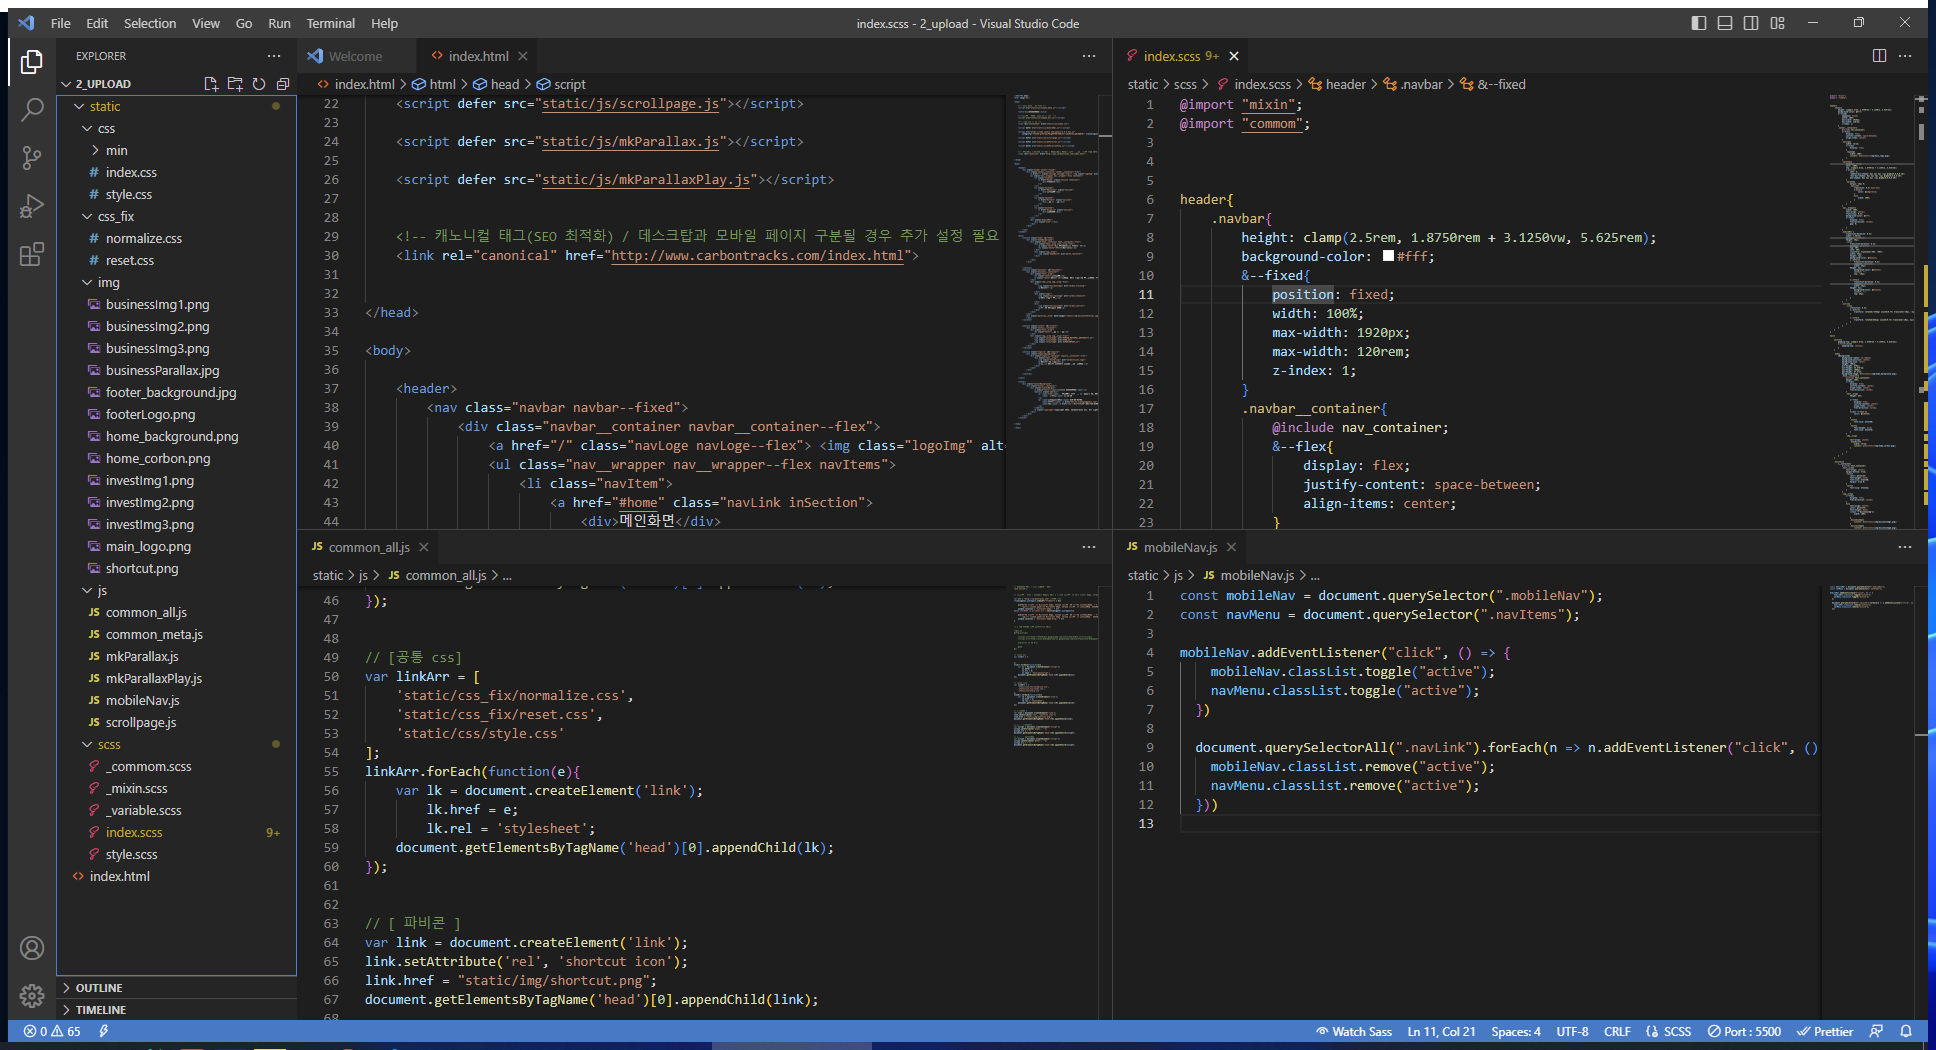 File Edit Selection View Go Run Terminal Help
index.scss - 2_upload - Visual Studio Code
EXPLORER
2_UPLOAD
static
css
min
# index.css
# style.css
css_fix
# normalize.css
# reset.css
img
businessImg1.png
businessImg2.png
businessImg3.png
businessParallax.jpg
footer_background.jpg
footerLogo.png
home_background.png
home_corbon.png
investImg1.png
investImg2.png
investImg3.png
main_logo.png
shortcut.png
js
JS common_all.js
JS common_meta.js
JS mkParallax.js
JS mkParallaxPlay.js
JS mobileNav.js
JS scrollpage.js
scss
_commom.scss
_mixin.scss
_variable.scss
index.scss 9+
style.scss
index.html
OUTLINE
TIMELINE
Welcome
index.html
index.html > html > head > script
22 <script defer src="static/js/scrollpage.js"></script>
23
24 <script defer src="static/js/mkParallax.js"></script>
25
26 <script defer src="static/js/mkParallaxPlay.js"></script>
27
28
29 <!-- 캐노니컬 태그(SEO 최적화) / 데스크탑과 모바일 페이지 구분될 경우 추가 설정 필요
30 <link rel="canonical" href="http://www.carbontracks.com/index.html">
31
32
33 </head>
34
35 <body>
36
37 <header>
38 <nav class="navbar navbar--fixed">
39 <div class="navbar__container navbar__container--flex">
40 <a href="/" class="navLoge navLoge--flex"> <img class="logoImg" alt=
41 <ul class="nav__wrapper nav__wrapper--flex navItems">
42 <li class="navItem">
43 <a href="#home" class="navLink inSection">
44 <div>메인화면</div>
index.scss 9+
static > scss > index.scss > header > .navbar > &--fixed
1 @import "mixin";
2 @import "commom";
3
4
5
6 header{
7 .navbar{
8 height: clamp(2.5rem, 1.8750rem + 3.1250vw, 5.625rem);
9 background-color: #fff;
10 &--fixed{
11 position: fixed;
12 width: 100%;
13 max-width: 1920px;
14 max-width: 120rem;
15 z-index: 1;
16 }
17 .navbar__container{
18 @include nav_container;
19 &--flex{
20 display: flex;
21 justify-content: space-between;
22 align-items: center;
23 }
JS common_all.js
static > js > JS common_all.js > ...
46 });
47
48
49 // [공통 css]
50 var linkArr = [
51 'static/css_fix/normalize.css',
52 'static/css_fix/reset.css',
53 'static/css/style.css'
54 ];
55 linkArr.forEach(function(e){
56 var lk = document.createElement('link');
57 lk.href = e;
58 lk.rel = 'stylesheet';
59 document.getElementsByTagName('head')[0].appendChild(lk);
60 });
61
62
63 // [ 파비콘 ]
64 var link = document.createElement('link');
65 link.setAttribute('rel', 'shortcut icon');
66 link.href = "static/img/shortcut.png";
67 document.getElementsByTagName('head')[0].appendChild(link);
68
JS mobileNav.js
static > js > JS mobileNav.js > ...
1 const mobileNav = document.querySelector(".mobileNav");
2 const navMenu = document.querySelector(".navItems");
3
4 mobileNav.addEventListener("click", () => {
5 mobileNav.classList.toggle("active");
6 navMenu.classList.toggle("active");
7 })
8
9 document.querySelectorAll(".navLink").forEach(n => n.addEventListener("click", ()
10 mobileNav.classList.remove("active");
11 navMenu.classList.remove("active");
12 }))
13
0 65
Watch Sass Ln 11, Col 21 Spaces: 4 UTF-8 CRLF SCSS Port : 5500 Prettier